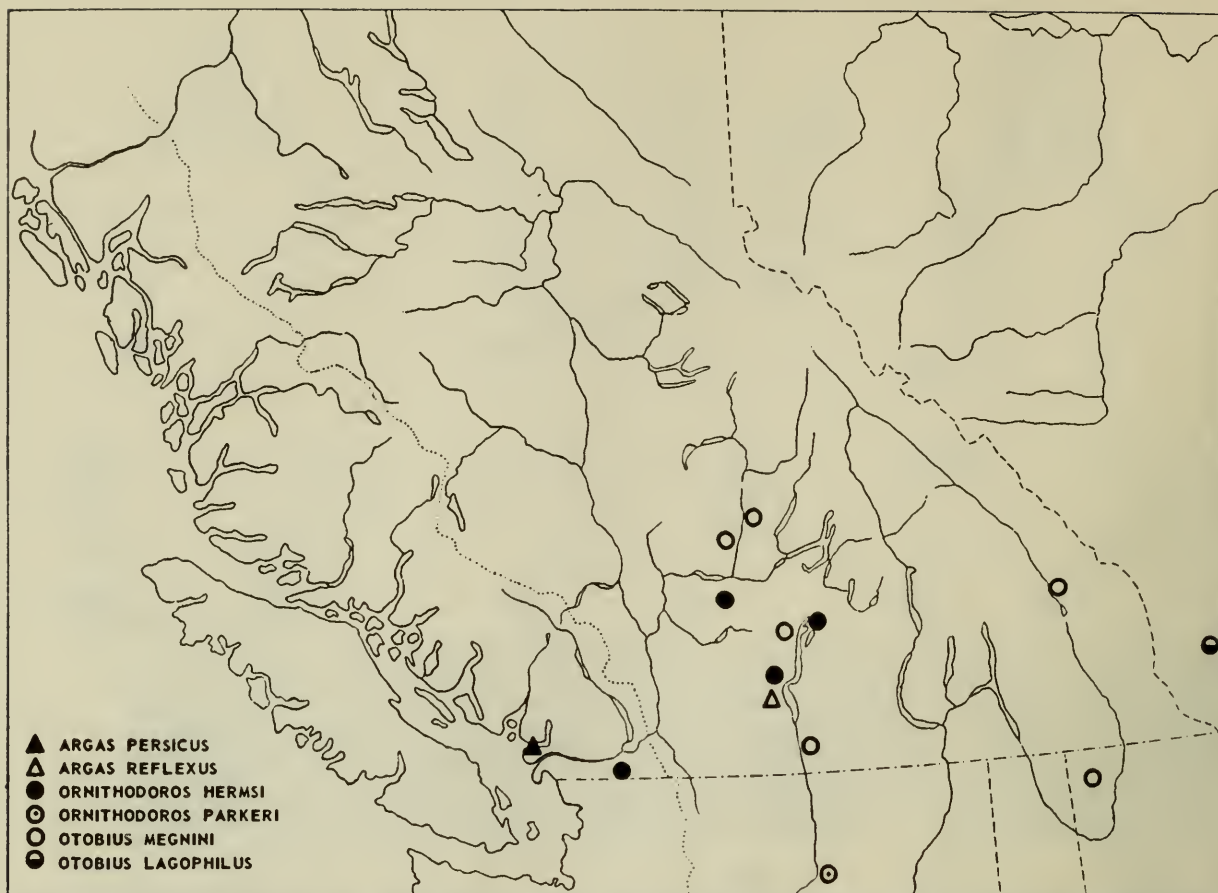 ARGAS PERSICUS
ARGAS REFLEXUS
ORNITHODOROS HERMSI
ORNITHODOROS PARKERI
OTOBIUS MEGNINI
OTOBIUS LAGOPHILUS